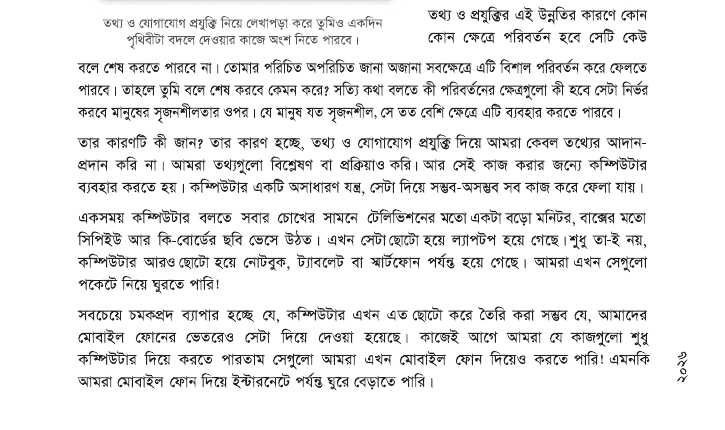 তথ্য ও যোগাযোগ প্রযুক্তি নিয়ে লেখাপড়া করে তুমিও একদিন
পৃথিবীটা বদলে দেওয়ার কাজে অংশ নিতে পারবে।
তথ্য ও প্রযুক্তির এই উন্নতির কারণে কোন
কোন ক্ষেত্রে পরিবর্তন হবে সেটি কেউ
বলে শেষ করতে পারবে না। তোমার পরিচিত অপরিচিত জানা অজানা সবক্ষেত্রে এটি বিশাল পরিবর্তন করে ফেলতে
পারবে। তাহলে তুমি বলে শেষ করবে কেমন করে? সত্যি কথা বলতে কী পরিবর্তনের ক্ষেত্রগুলো কী হবে সেটা নির্ভর
করবে মানুষের সৃজনশীলতার ওপর। যে মানুষ যত সৃজনশীল, সে তত বেশি ক্ষেত্রে এটি ব্যবহার করতে পারবে।
তার কারণটি কী জান? তার কারণ হচ্ছে, তথ্য ও যোগাযোগ প্রযুক্তি দিয়ে আমরা কেবল তথ্যের আদান-
প্রদান করি না। আমরা তথ্যগুলো বিশ্লেষণ বা প্রক্রিয়াও করি। আর সেই কাজ করার জন্যে কম্পিউটার
ব্যবহার করতে হয়। কম্পিউটার একটি অসাধারণ যন্ত্র, সেটা দিয়ে সম্ভব-অসম্ভব সব কাজ করে ফেলা যায়।
একসময় কম্পিউটার বলতে সবার চোখের সামনে টেলিভিশনের মতো একটা বড়ো মনিটর, বাক্সের মতো
সিপিইউ আর কি-বোর্ডের ছবি ভেসে উঠত। এখন সেটা ছোটো হয়ে ল্যাপটপ হয়ে গেছে। শুধু তা-ই নয়,
কম্পিউটার আরও ছোটো হয়ে নোটবুক, ট্যাবলেট বা স্মার্টফোন পর্যন্ত হয়ে গেছে। আমরা এখন সেগুলো
পকেটে নিয়ে ঘুরতে পারি!
সবচেয়ে চমকপ্রদ ব্যাপার হচ্ছে যে, কম্পিউটার এখন এত ছোটো করে তৈরি করা সম্ভব যে, আমাদের
মোবাইল ফোনের ভেতরেও সেটা দিয়ে দেওয়া হয়েছে। কাজেই আগে আমরা যে কাজগুলো শুধু
কম্পিউটার দিয়ে করতে পারতাম সেগুলো আমরা এখন মোবাইল ফোন দিয়েও করতে পারি! এমনকি
আমরা মোবাইল ফোন দিয়ে ইন্টারনেটে পর্যন্ত ঘুরে বেড়াতে পারি।
২০২৬